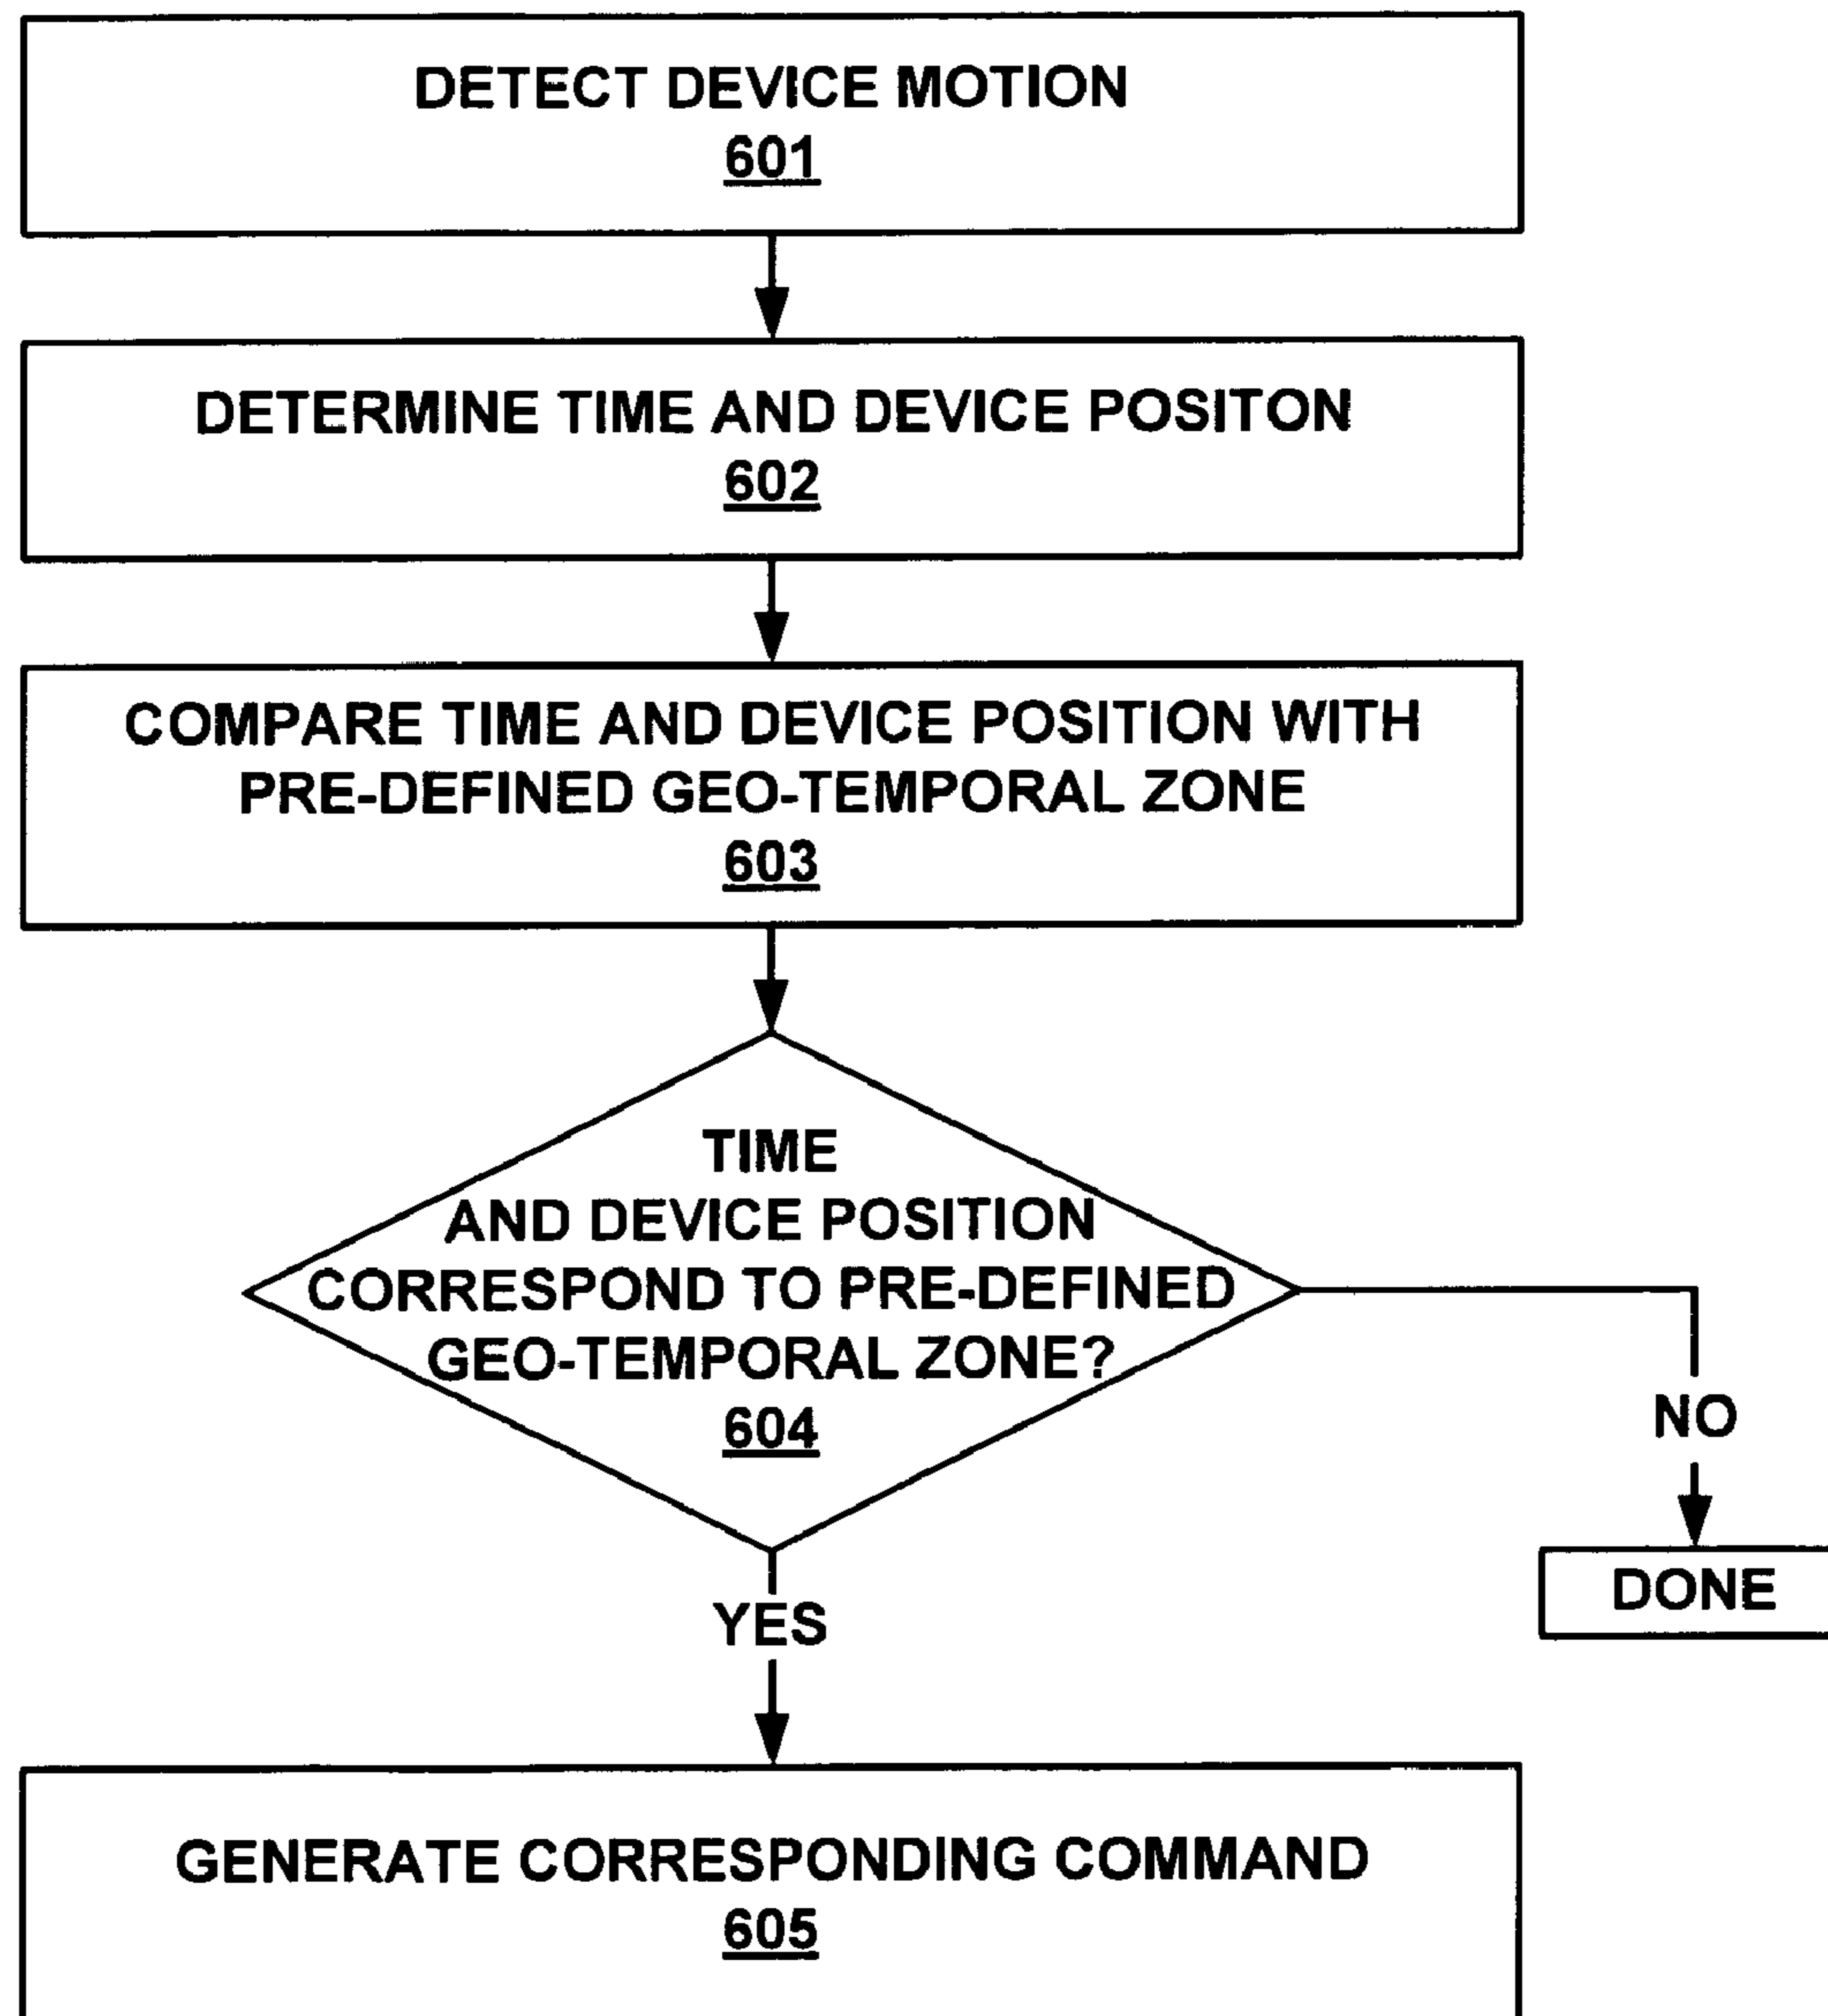 DETECT DEVICE MOTION
601
DETERMINE TIME AND DEVICE POSITON
602
COMPARE TIME AND DEVICE POSITION WITH
PRE-DEFINED GEO-TEMPORAL ZONE
603
TIME
AND DEVICE POSITION
CORRESPOND TO PRE-DEFINED
GEO-TEMPORAL ZONE?
604
NO
DONE
YES
GENERATE CORRESPONDING COMMAND
605